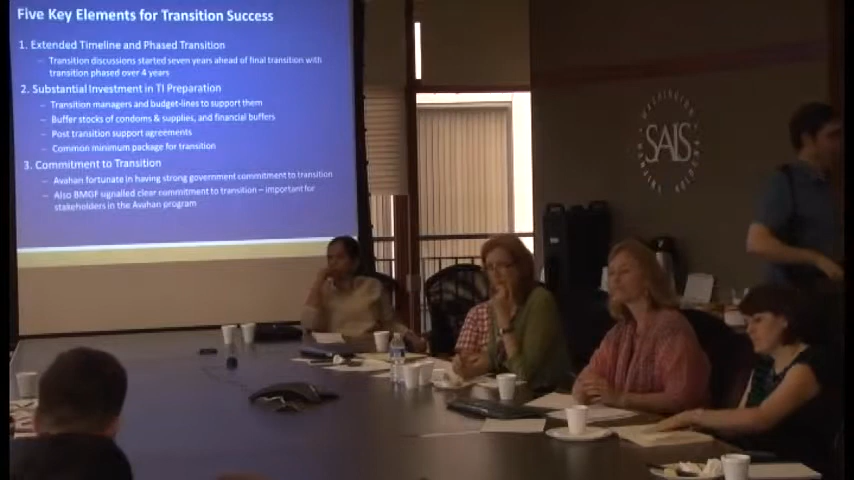 Five Key Elements for Transition Success
1. Extended Timeline and Phased Transition
– Transition discussions started seven years ahead of final transition with
transition phased over 4 years
2. Substantial Investment in TI Preparation
– Transition managers and budget-lines to support them
– Buffer stocks of condoms & supplies, and financial buffers
– Post transition support agreements
– Common minimum package for transition
3. Commitment to Transition
– Avahan fortunate in having strong government commitment to transition
– Also BMGF signalled clear commitment to transition – important for
stakeholders in the Avahan program
WASHINGTON
SAIS